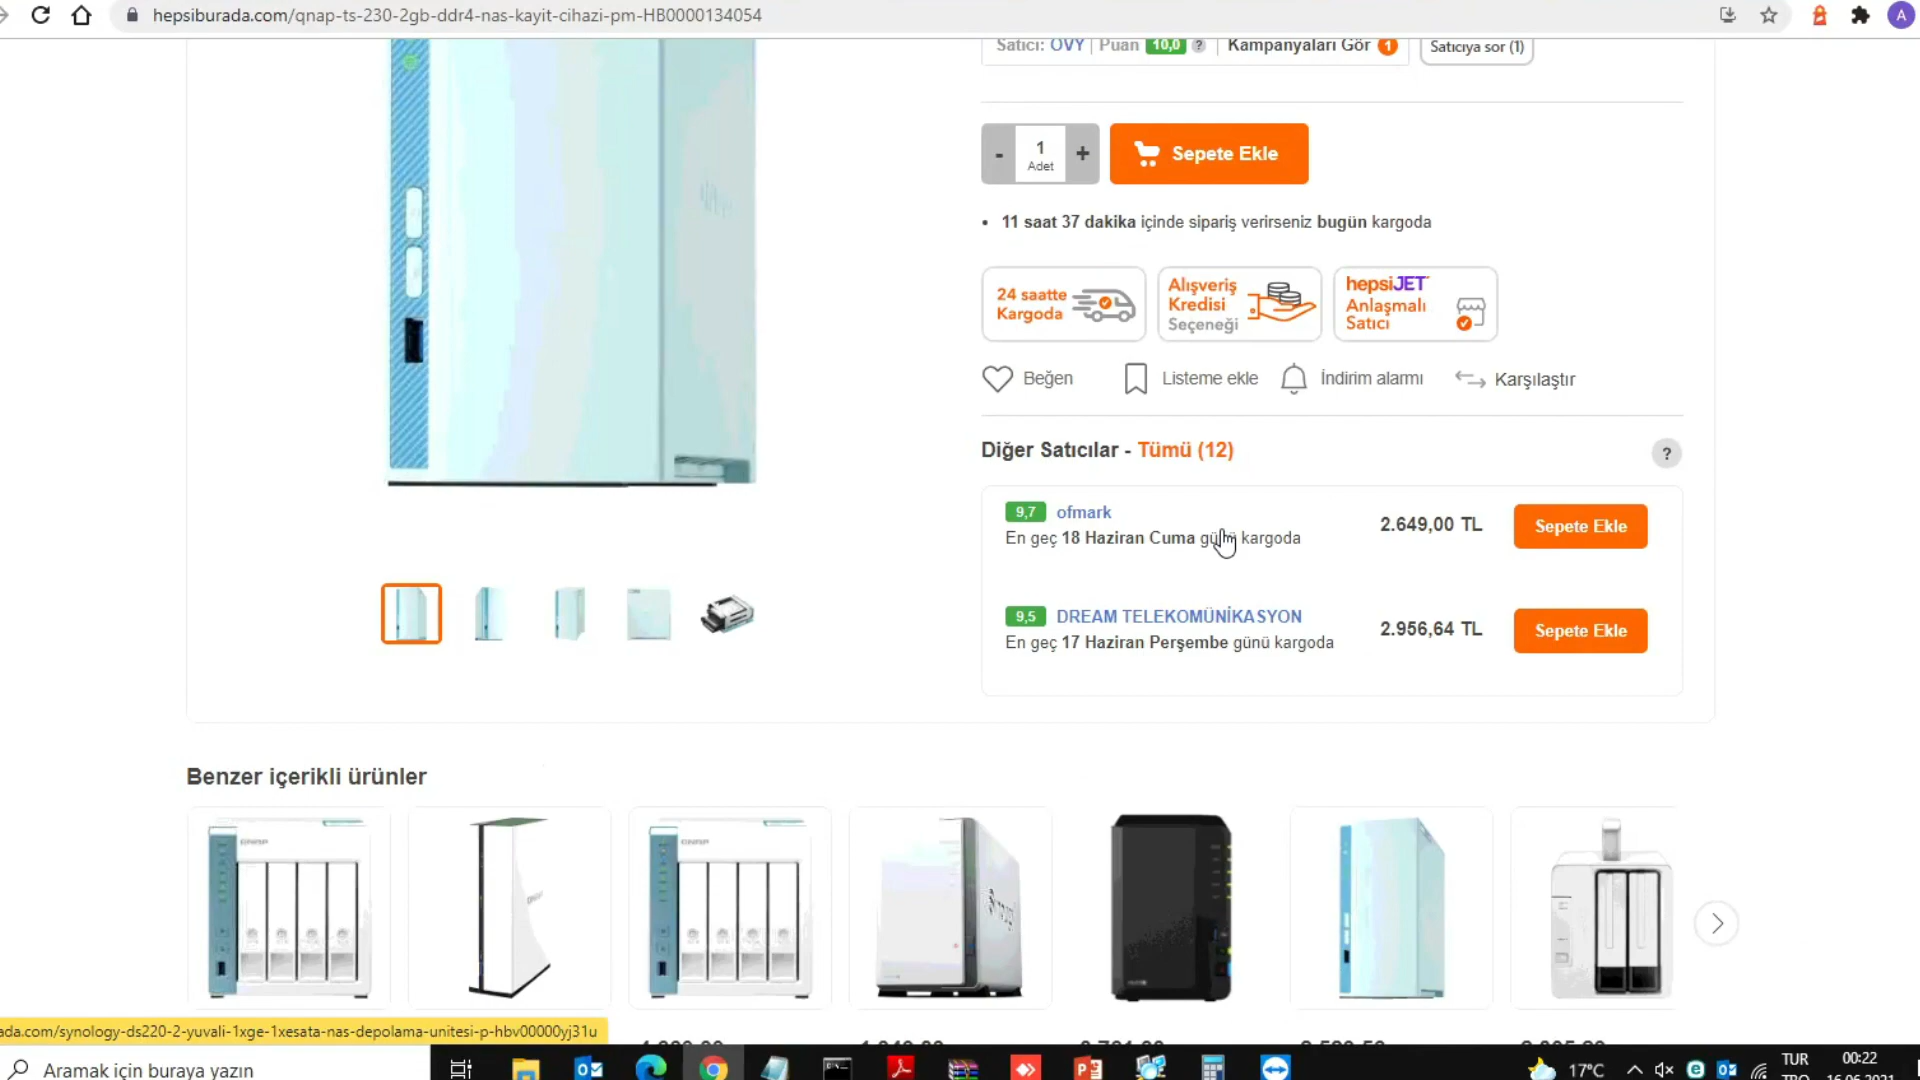 hepsiburada.com/qnap-ts-230-2gb-ddr4-nas-kayit-cihazi-pm-HB0000134054
A
Satıcı: OVY | Puan 10,0 ? | Kampanyaları Gör 1
Satıcıya sor (1)
- 1 +
Adet
Sepete Ekle
• 11 saat 37 dakika içinde sipariş verirseniz bugün kargoda
24 saatte
Kargoda
Alışveriş
Kredisi
Seçeneği
hepsiJET
Anlaşmalı
Satıcı
Beğen
Listeme ekle
İndirim alarmı
Karşılaştır
Diğer Satıcılar - Tümü (12)
?
9,7 ofmark
En geç 18 Haziran Cuma günü kargoda
2.649,00 TL
Sepete Ekle
9,5 DREAM TELEKOMÜNİKASYON
En geç 17 Haziran Perşembe günü kargoda
2.956,64 TL
Sepete Ekle
Benzer içerikli ürünler
QNAP
QNAP
ada.com/synology-ds220-2-yuvali-1xge-1xesata-nas-depolama-unitesi-p-hbv00000yj31u
Aramak için buraya yazın
17°C
TUR
00:22
16.06.2021